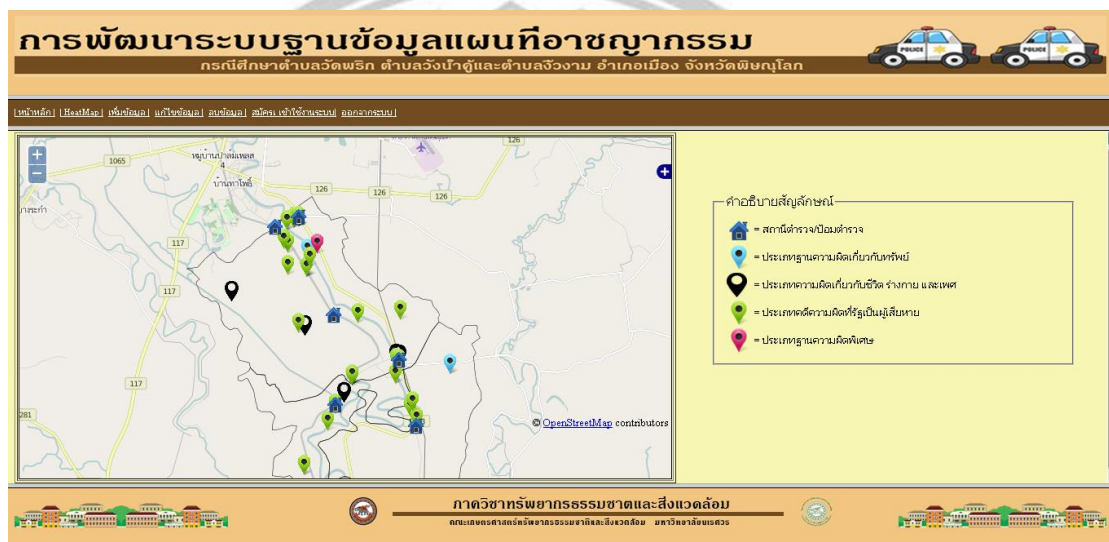 การพัฒนาระบบฐานข้อมูลแผนที่อาชญากรรม
กรณีศึกษาตำบลวัดพริก ตำบลวังน้ำคู้และตำบลงิ้วงาม อำเภอเมือง จังหวัดพิษณุโลก
POLICE
POLICE
|หน้าหลัก| |HeatMap| เพิ่มข้อมูล| แก้ไขข้อมูล| ลบข้อมูล| สมัครเข้าใช้งานระบบ| ออกจากระบบ|
+
−
+
126
1065
หมู่บ้านปาล์มเพลส
4
บ้านท่าโพธิ์
126
126
126
บางระกำ
117
117
117
281
© OpenStreetMap contributors
คำอธิบายสัญลักษณ์
= สถานีตำรวจ/ป้อมตำรวจ
= ประเภทฐานความผิดเกี่ยวกับทรัพย์
= ประเภทความผิดเกี่ยวกับชีวิต ร่างกาย และเพศ
= ประเภทคดีความผิดที่รัฐเป็นผู้เสียหาย
= ประเภทฐานความผิดพิเศษ
ภาควิชาทรัพยากรธรรมชาติและสิ่งแวดล้อม
คณะเกษตรศาสตร์ทรัพยากรธรรมชาติและสิ่งแวดล้อม มหาวิทยาลัยนเรศวร